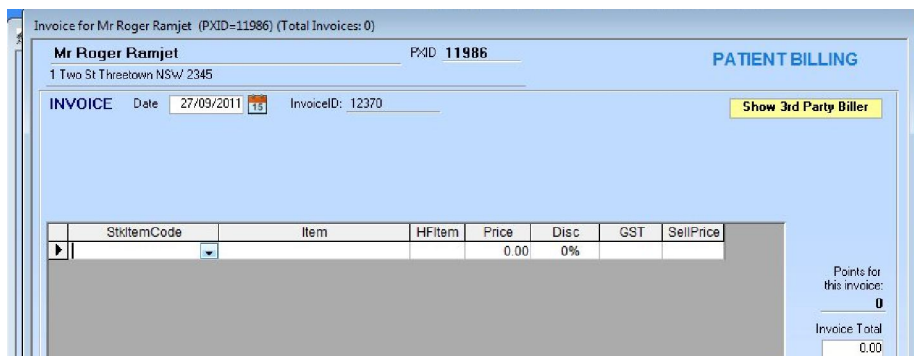 Invoice for Mr Roger Ramjet (PXID=11986) (Total Invoices: 0)
Mr Roger Ramjet PXID 11986
PATIENT BILLING
1 Two St Threetown NSW 2345
INVOICE Date 27/09/2011 15 InvoiceID: 12370
Show 3rd Party Biller
StkItemCode Item HFItem Price Disc GST SellPrice
0.00 0%
Points for
this invoice:
0
Invoice Total
0.00